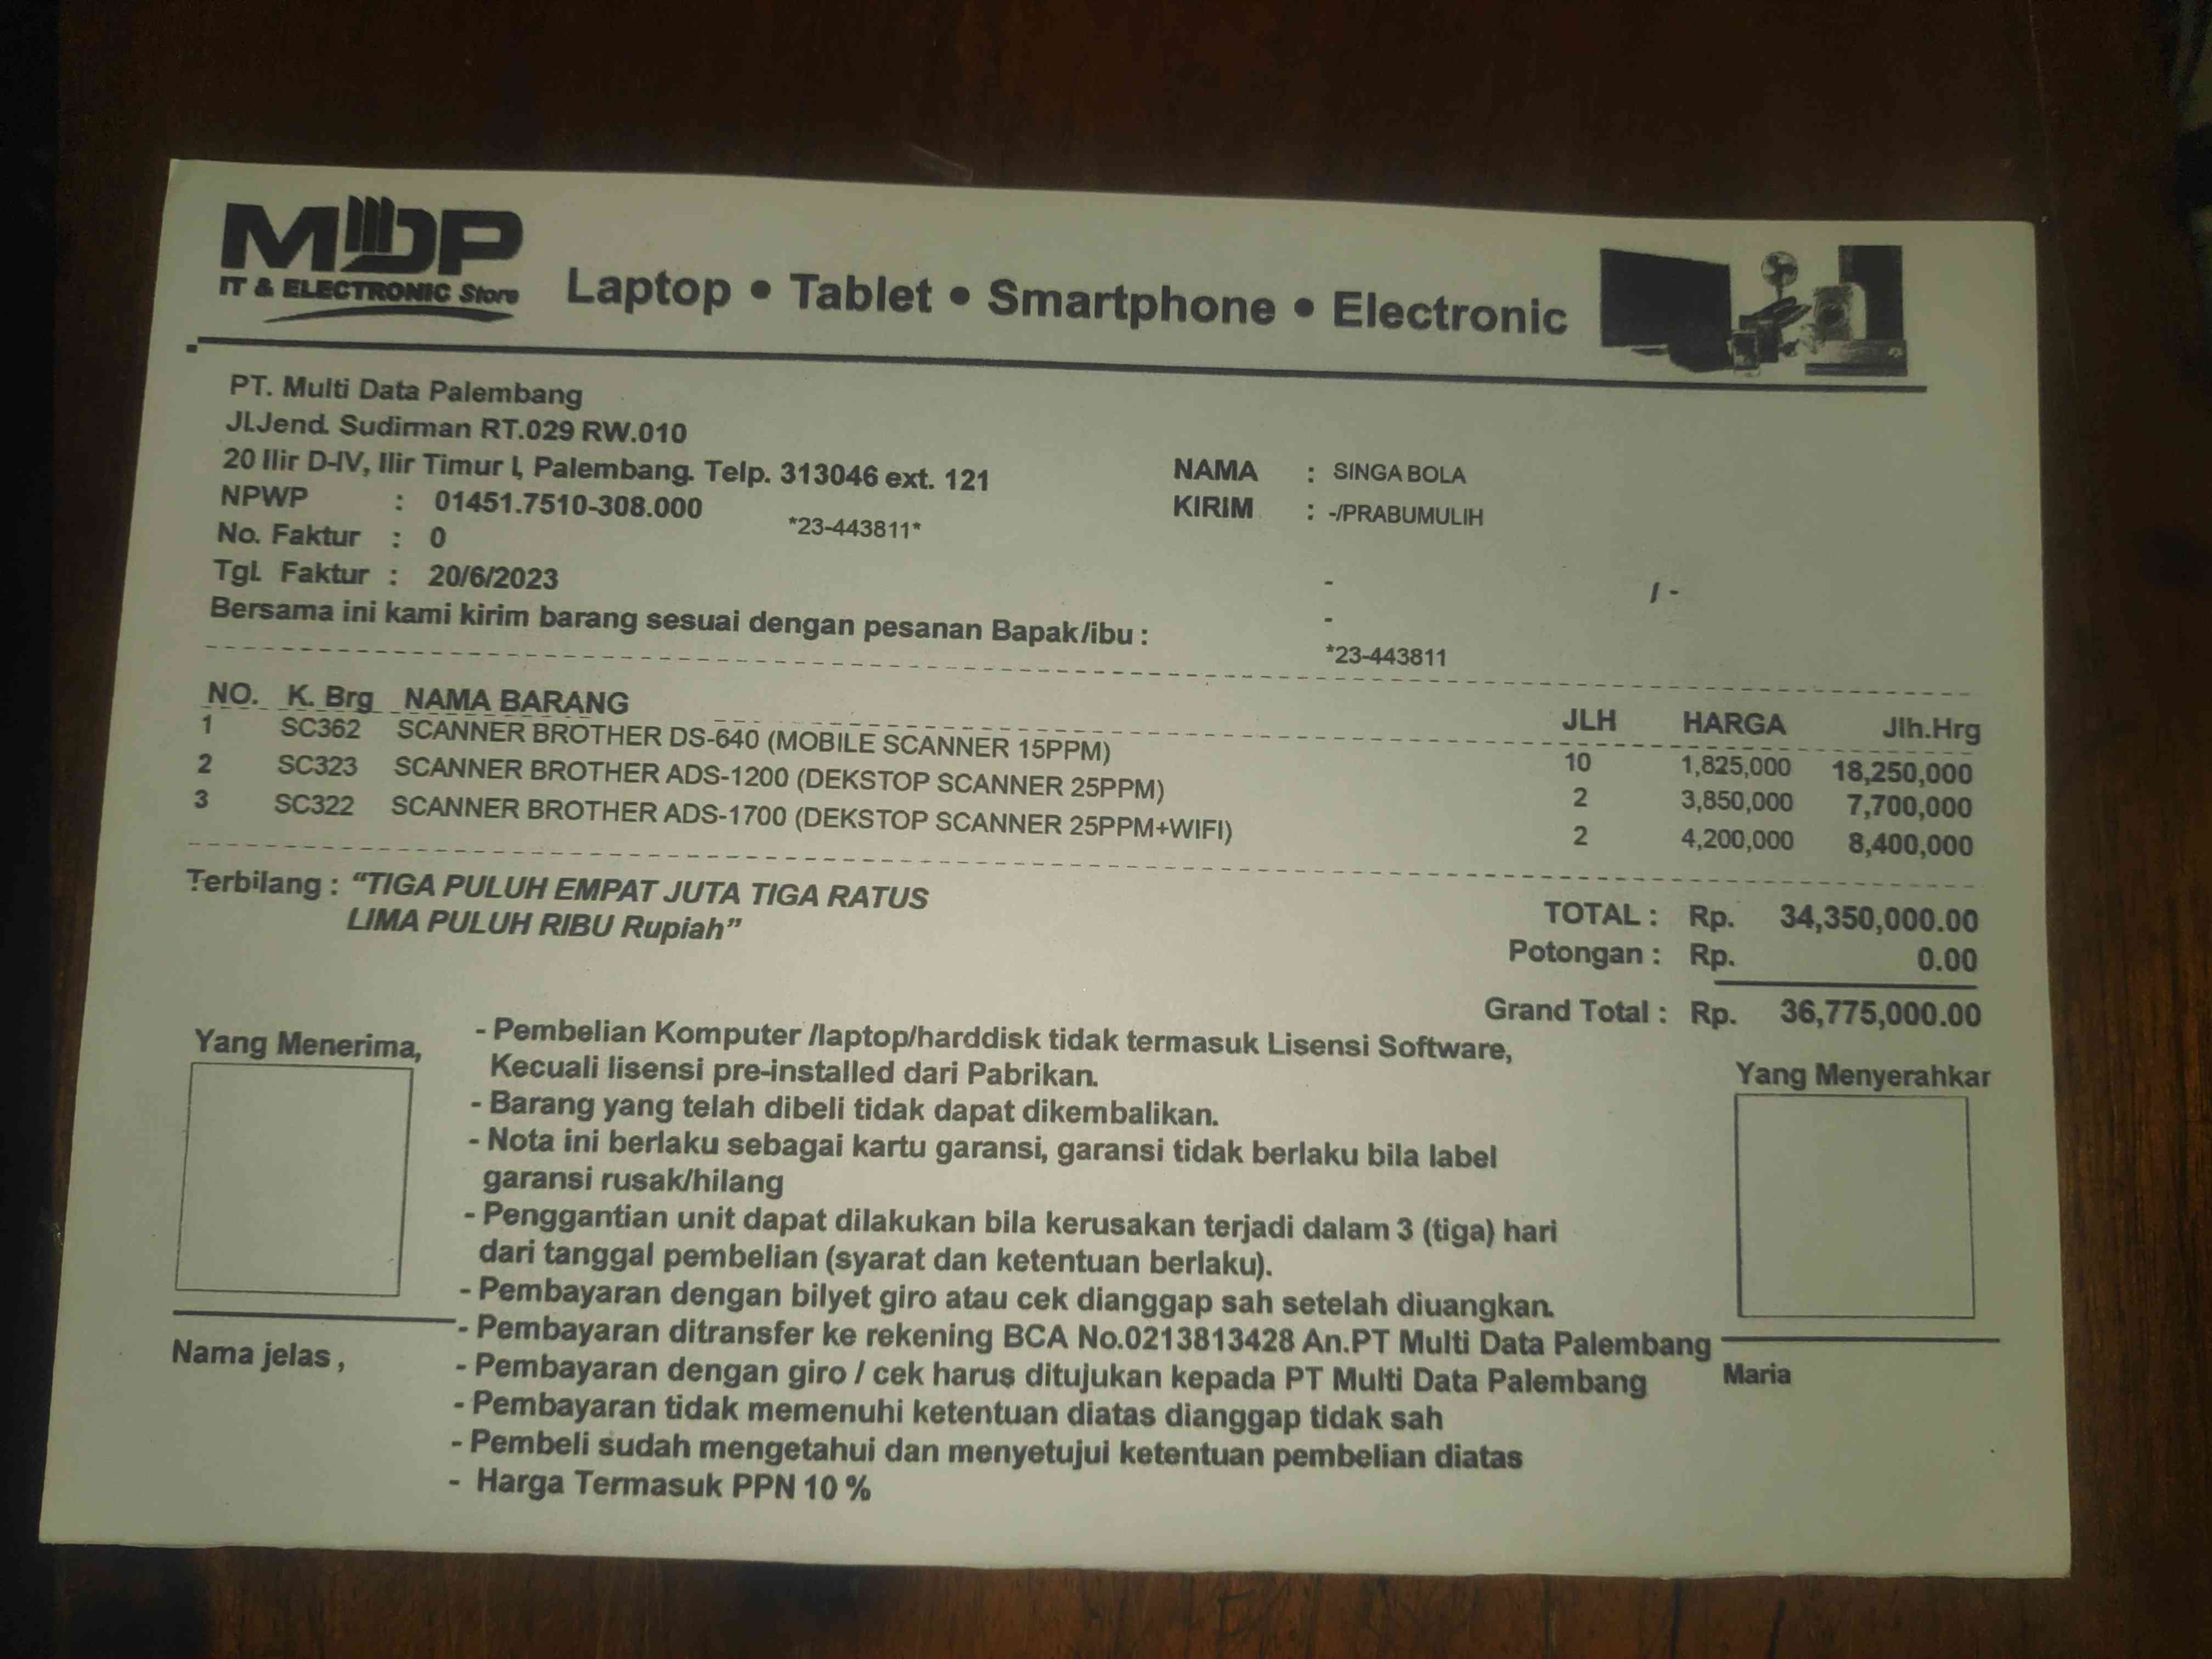 MDP
IT & ELECTRONIC Store
Laptop • Tablet • Smartphone • Electronic
PT. Multi Data Palembang
Jl.Jend. Sudirman RT.029 RW.010
20 Ilir D-IV, Ilir Timur I, Palembang. Telp. 313046 ext. 121
NPWP : 01451.7510-308.000
*23-443811*
No. Faktur : 0
Tgl. Faktur : 20/6/2023
NAMA : SINGA BOLA
KIRIM : -/PRABUMULIH
- / -
-
*23-443811
Bersama ini kami kirim barang sesuai dengan pesanan Bapak/ibu :
NO. K. Brg NAMA BARANG JLH HARGA Jlh.Hrg
1 SC362 SCANNER BROTHER DS-640 (MOBILE SCANNER 15PPM) 10 1,825,000 18,250,000
2 SC323 SCANNER BROTHER ADS-1200 (DEKSTOP SCANNER 25PPM) 2 3,850,000 7,700,000
3 SC322 SCANNER BROTHER ADS-1700 (DEKSTOP SCANNER 25PPM+WIFI) 2 4,200,000 8,400,000
Terbilang : “TIGA PULUH EMPAT JUTA TIGA RATUS
LIMA PULUH RIBU Rupiah”
TOTAL : Rp. 34,350,000.00
Potongan : Rp. 0.00
Grand Total : Rp. 36,775,000.00
Yang Menerima,
- Pembelian Komputer /laptop/harddisk tidak termasuk Lisensi Software,
Kecuali lisensi pre-installed dari Pabrikan.
- Barang yang telah dibeli tidak dapat dikembalikan.
- Nota ini berlaku sebagai kartu garansi, garansi tidak berlaku bila label
garansi rusak/hilang
- Penggantian unit dapat dilakukan bila kerusakan terjadi dalam 3 (tiga) hari
dari tanggal pembelian (syarat dan ketentuan berlaku).
- Pembayaran dengan bilyet giro atau cek dianggap sah setelah diuangkan.
- Pembayaran ditransfer ke rekening BCA No.0213813428 An.PT Multi Data Palembang
- Pembayaran dengan giro / cek harus ditujukan kepada PT Multi Data Palembang
- Pembayaran tidak memenuhi ketentuan diatas dianggap tidak sah
- Pembeli sudah mengetahui dan menyetujui ketentuan pembelian diatas
- Harga Termasuk PPN 10 %
Nama jelas ,
Yang Menyerahkar
Maria